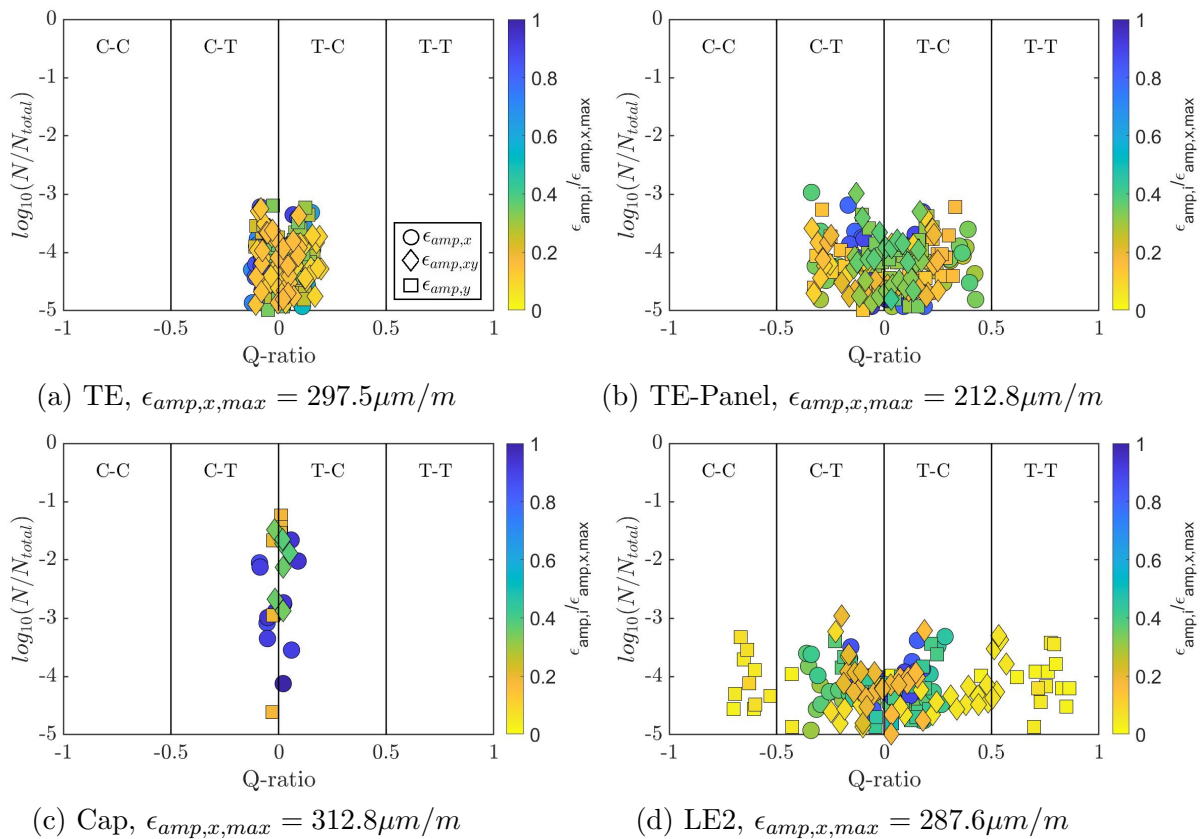 C-C C-T T-C T-T
0
-1
-2
-3
-4
-5
log10(N/Ntotal)
-1 -0.5 0 0.5 1
Q-ratio
ϵamp,x
ϵamp,xy
ϵamp,y
1
0.8
0.6
0.4
0.2
0
ϵamp,i/ϵamp,x,max
(a) TE, ϵamp,x,max = 297.5µm/m
C-C C-T T-C T-T
0
-1
-2
-3
-4
-5
log10(N/Ntotal)
-1 -0.5 0 0.5 1
Q-ratio
1
0.8
0.6
0.4
0.2
0
ϵamp,i/ϵamp,x,max
(b) TE-Panel, ϵamp,x,max = 212.8µm/m
C-C C-T T-C T-T
0
-1
-2
-3
-4
-5
log10(N/Ntotal)
-1 -0.5 0 0.5 1
Q-ratio
1
0.8
0.6
0.4
0.2
0
ϵamp,i/ϵamp,x,max
(c) Cap, ϵamp,x,max = 312.8µm/m
C-C C-T T-C T-T
0
-1
-2
-3
-4
-5
log10(N/Ntotal)
-1 -0.5 0 0.5 1
Q-ratio
1
0.8
0.6
0.4
0.2
0
ϵamp,i/ϵamp,x,max
(d) LE2, ϵamp,x,max = 287.6µm/m